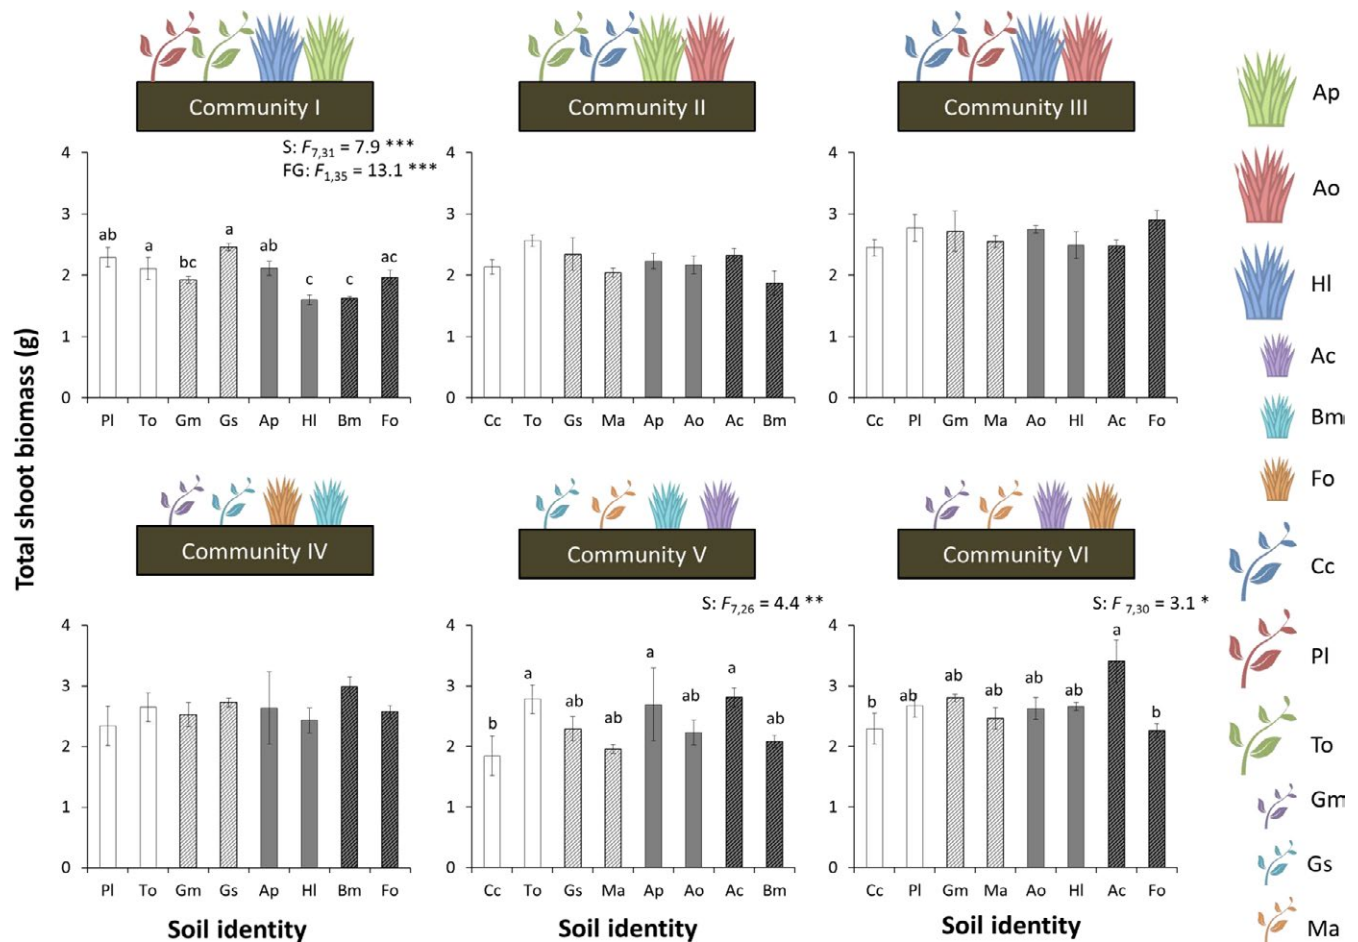 Community I
Community II
Community III
S: F7,31 = 7.9 ***
FG: F1,35 = 13.1 ***
Total shoot biomass (g)
4
3
2
1
0
ab
a
bc
a
ab
c
c
ac
Pl To Gm Gs Ap Hl Bm Fo
4
3
2
1
0
Cc To Gs Ma Ap Ao Ac Bm
4
3
2
1
0
Cc Pl Gm Ma Ao Hl Ac Fo
Community IV
Community V
Community VI
S: F7,26 = 4.4 **
S: F 7,30 = 3.1 *
4
3
2
1
0
Pl To Gm Gs Ap Hl Bm Fo
Soil identity
4
3
2
1
0
b
a
ab
ab
a
ab
a
ab
Cc To Gs Ma Ap Ao Ac Bm
Soil identity
4
3
2
1
0
b
ab
ab
ab
ab
ab
a
b
Cc Pl Gm Ma Ao Hl Ac Fo
Soil identity
Ap
Ao
Hl
Ac
Bm
Fo
Cc
Pl
To
Gm
Gs
Ma